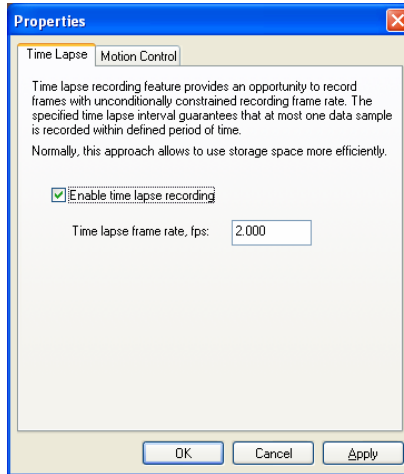 Properties
Time Lapse Motion Control
Time lapse recording feature provides an opportunity to record
frames with unconditionally constrained recording frame rate. The
specified time lapse interval guarantees that at most one data sample
is recorded within defined period of time.
Normally, this approach allows to use storage space more efficiently.
Enable time lapse recording
Time lapse frame rate, fps: 2.000
OK Cancel Apply